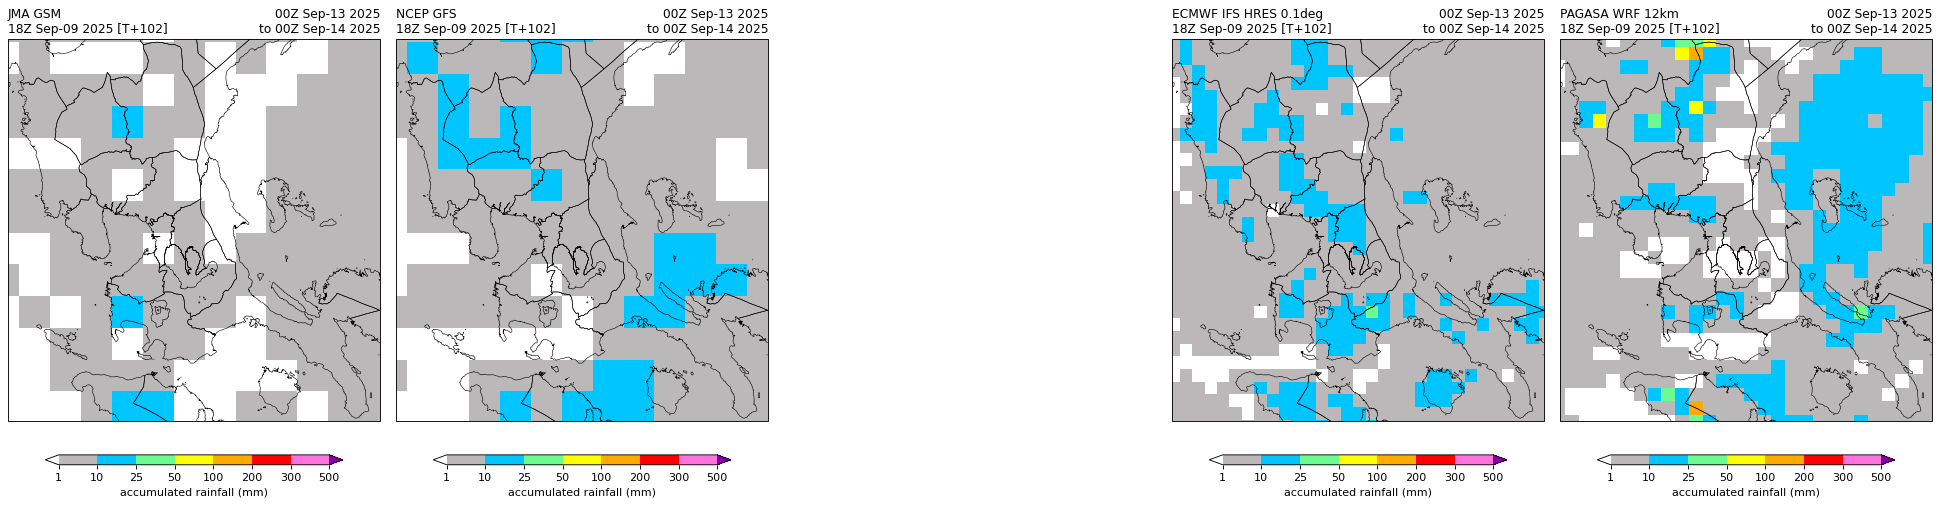 JMA GSM 00Z Sep-13 2025
18Z Sep-09 2025 [T+102] to 00Z Sep-14 2025
1 10 25 50 100 200 300 500
accumulated rainfall (mm)
NCEP GFS 00Z Sep-13 2025
18Z Sep-09 2025 [T+102] to 00Z Sep-14 2025
1 10 25 50 100 200 300 500
accumulated rainfall (mm)
ECMWF IFS HRES 0.1deg 00Z Sep-13 2025
18Z Sep-09 2025 [T+102] to 00Z Sep-14 2025
1 10 25 50 100 200 300 500
accumulated rainfall (mm)
PAGASA WRF 12km 00Z Sep-13 2025
18Z Sep-09 2025 [T+102] to 00Z Sep-14 2025
1 10 25 50 100 200 300 500
accumulated rainfall (mm)